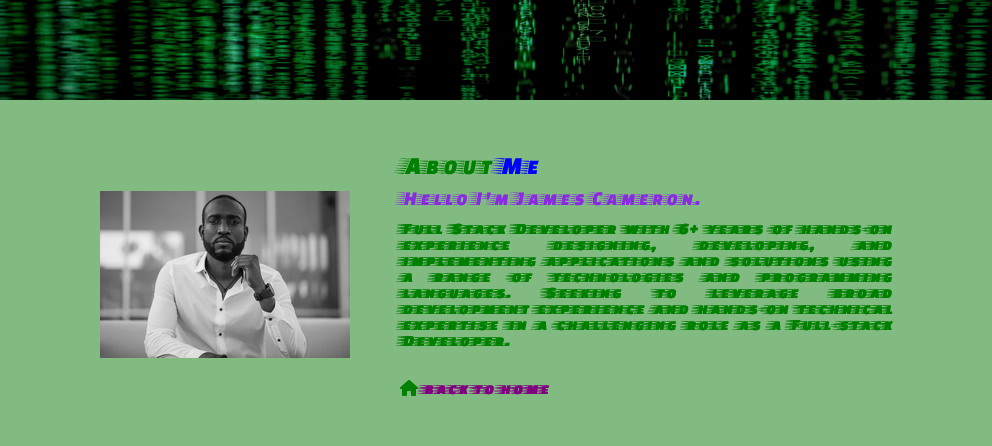 About Me
Hello I'm James Cameron.
Full Stack Developer with 6+ years of hands-on
experience designing, developing, and
implementing applications and solutions using
a range of technologies and programming
languages. Seeking to leverage broad
development experience and hands-on technical
expertise in a challenging role as a Full-stack
Developer.
back to home